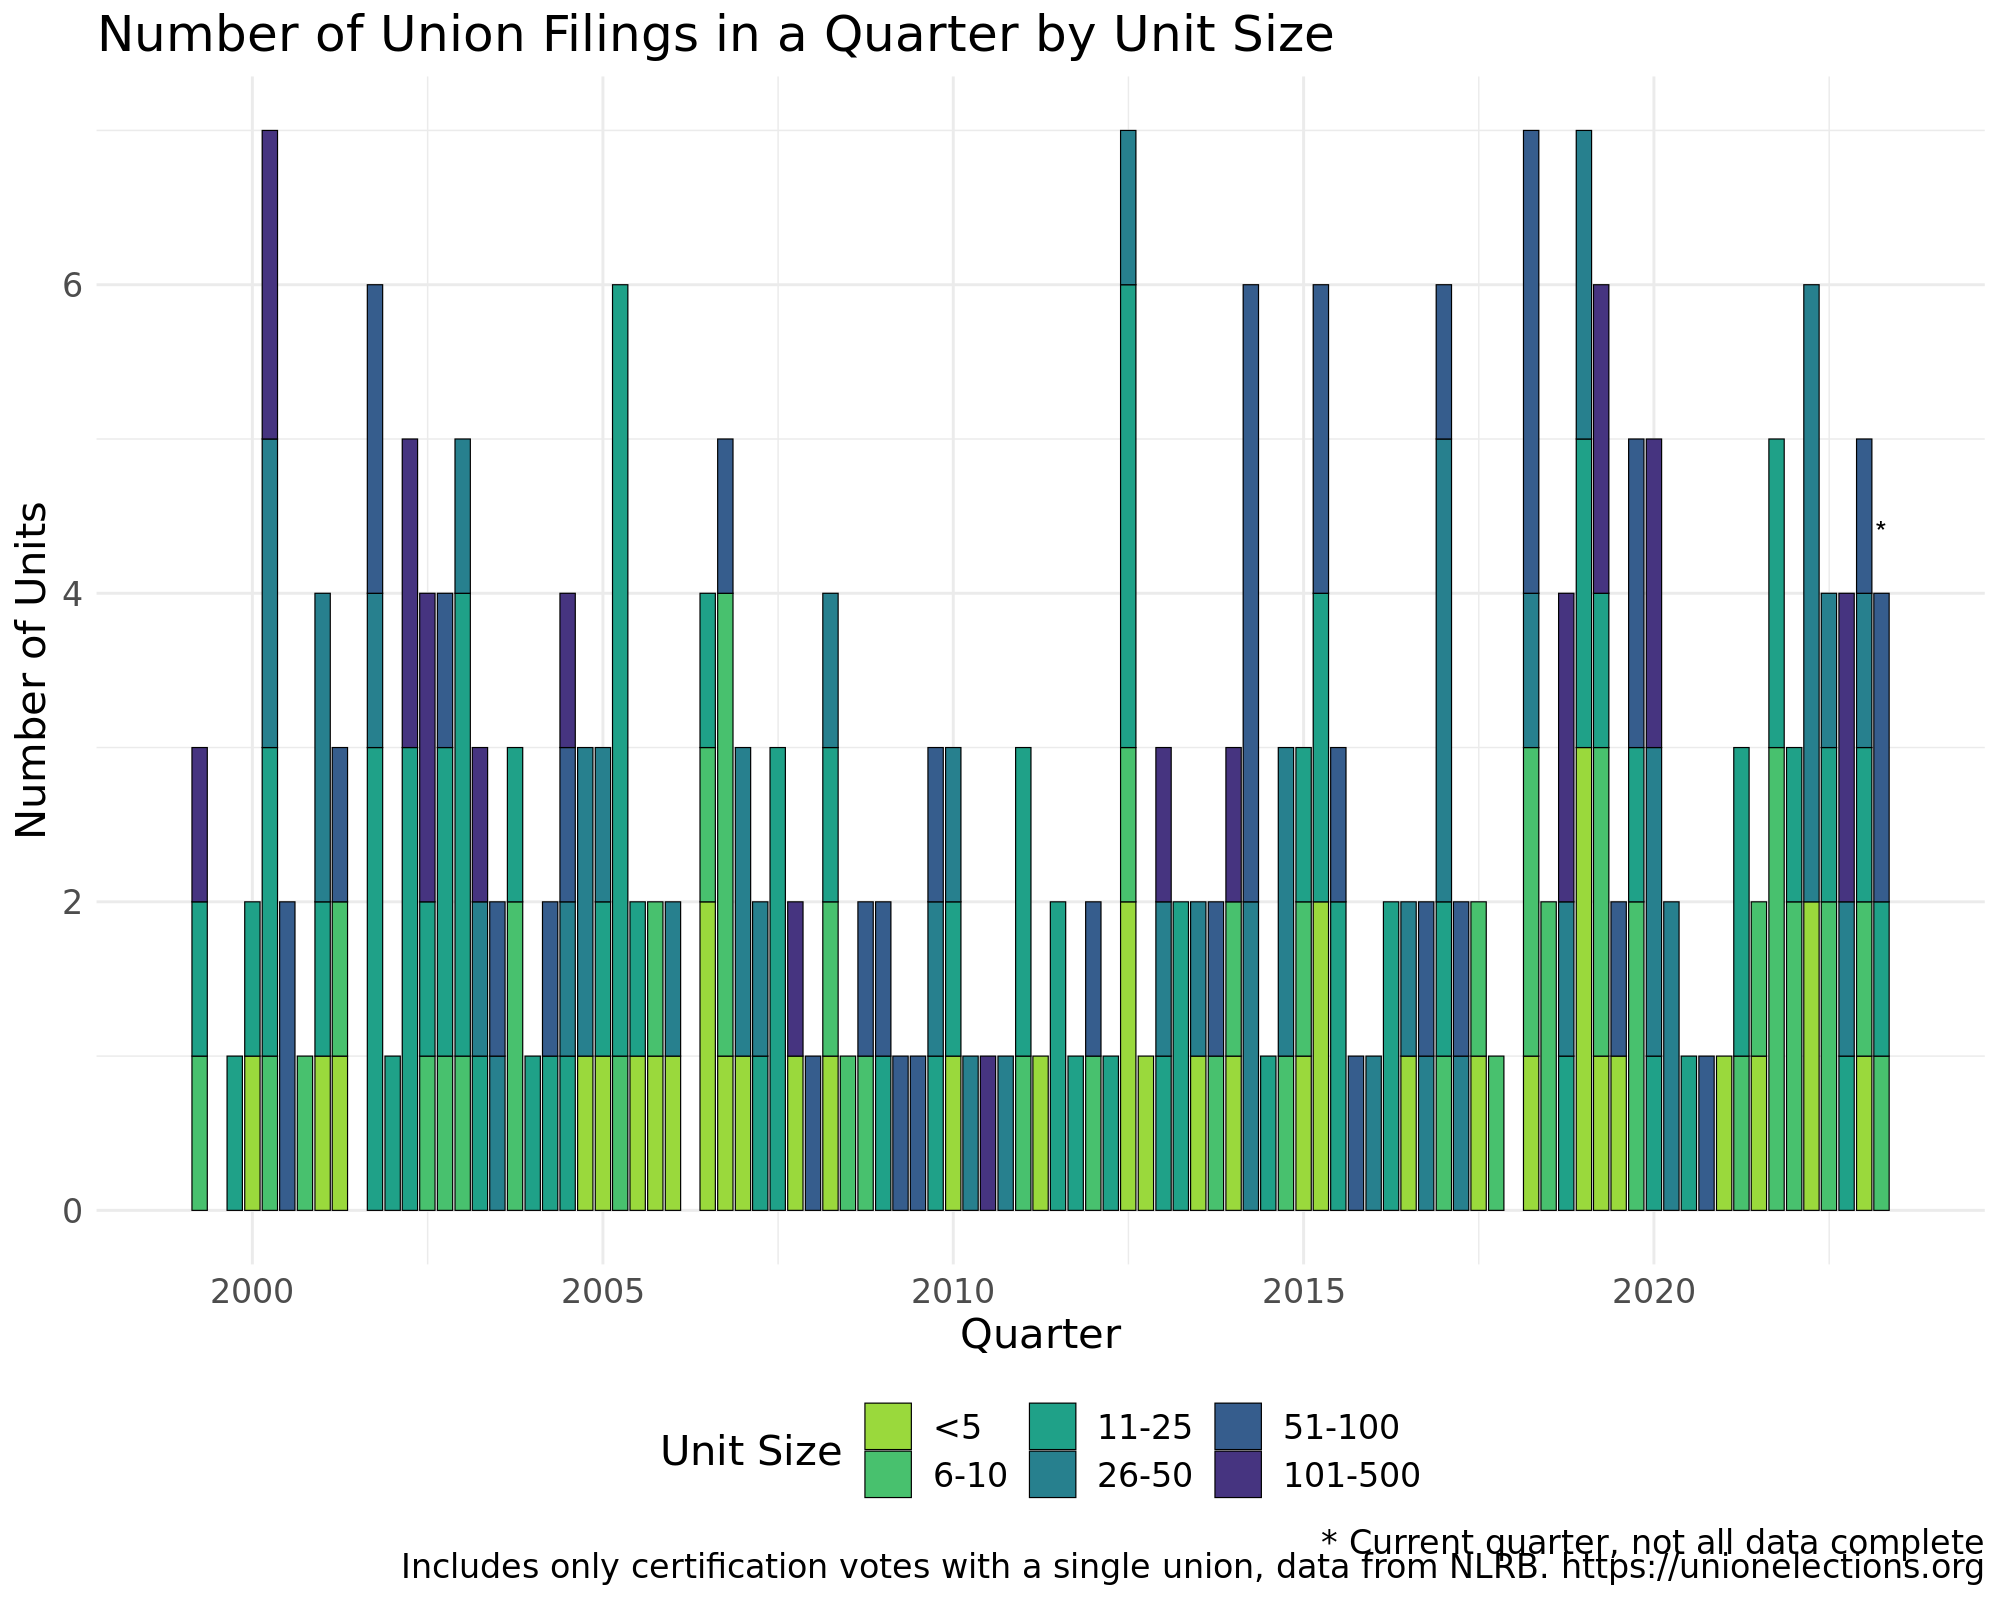 Number of Union Filings in a Quarter by Unit Size
Number of Units
6
4
2
0
*
2000 2005 2010 2015 2020
Quarter
Unit Size
<5 11-25 51-100
6-10 26-50 101-500
* Current quarter, not all data complete
Includes only certification votes with a single union, data from NLRB. https://unionelections.org